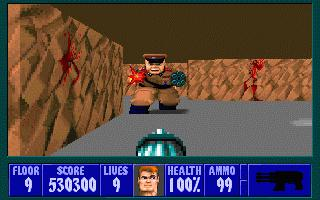 FLOOR SCORE LIVES HEALTH AMMO
9 530300 9 100% 99